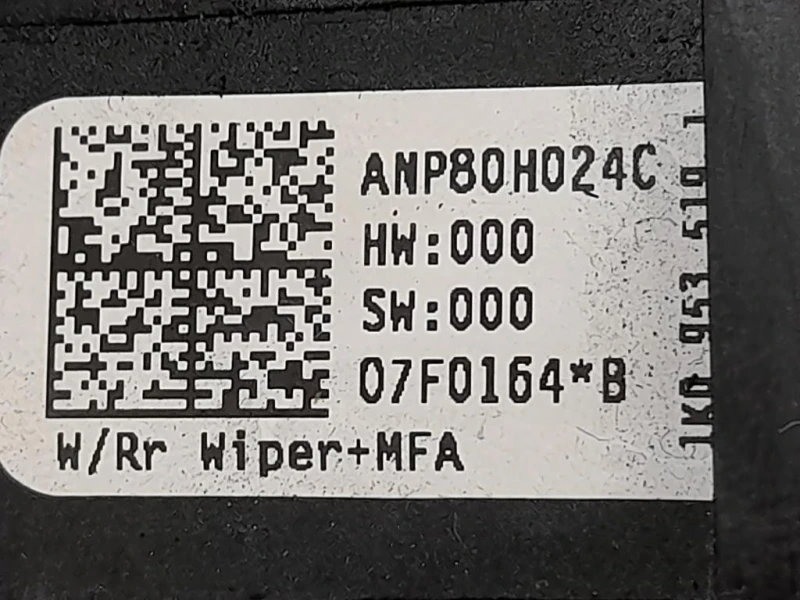 ANP80H024C
HW:000
SW:000
07F0164*B
W/Rr Wiper+MFA